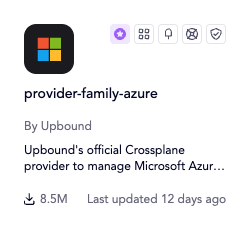 provider-family-azure
By Upbound
Upbound's official Crossplane
provider to manage Microsoft Azur...
8.5M Last updated 12 days ago